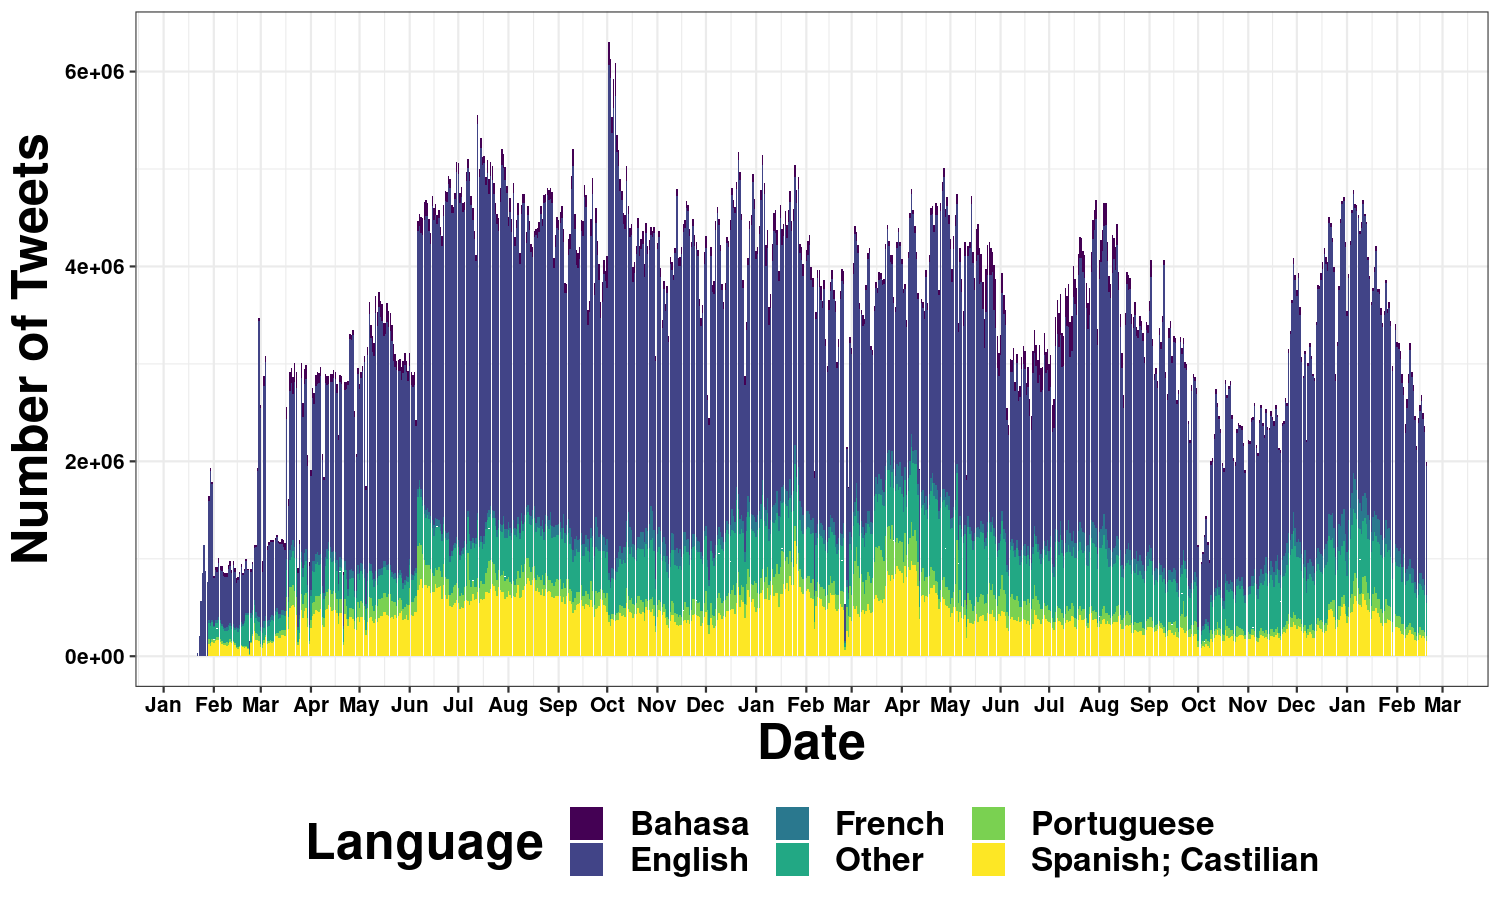 Number of Tweets
6e+06
4e+06
2e+06
0e+00
Jan Feb Mar Apr May Jun Jul Aug Sep Oct Nov Dec Jan Feb Mar Apr May Jun Jul Aug Sep Oct Nov Dec Jan Feb Mar
Date
Language
Bahasa French Portuguese
English Other Spanish; Castilian